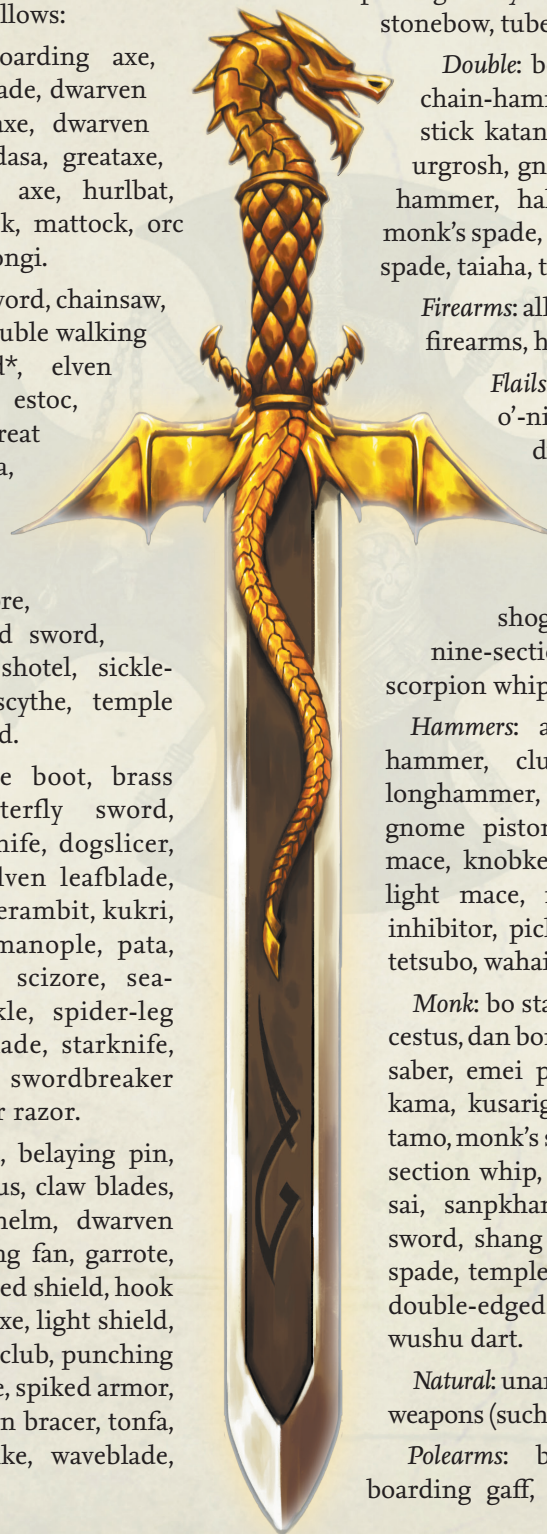 llows:
oarding axe,
ade, dwarven
axe, dwarven
dasa, greataxe,
axe, hurlbat,
k, mattock, orc
ongi.
word, chainsaw,
uble walking
d*, elven
estoc,
reat
a,
ore,
d sword,
shotel, sickle-
scythe, temple
d.
e boot, brass
terfly sword,
nife, dogslicer,
lven leafblade,
erambit, kukri,
manople, pata,
scizore, sea-
kle, spider-leg
ade, starknife,
swordbreaker
r razor.
, belaying pin,
us, claw blades,
helm, dwarven
ng fan, garrote,
ed shield, hook
xe, light shield,
club, punching
e, spiked armor,
n bracer, tonfa,
ike, waveblade,
stonebow, tube
Double: b
chain-hamm
stick katan
urgrosh, gn
hammer, hal
monk's spade,
spade, taiaha, t
Firearms: all
firearms, h
Flails
o'-ni
d
shog
nine-sectio
scorpion whip
Hammers: a
hammer, clu
longhammer,
gnome piston
mace, knobke
light mace, 
inhibitor, pick
tetsubo, wahai
Monk: bo sta
cestus, dan bon
saber, emei p
kama, kusarig
tamo, monk's s
section whip,
sai, sanpkhan
sword, shang
spade, temple
double-edged
wushu dart.
Natural: unar
weapons (such
Polearms: b
boarding gaff,